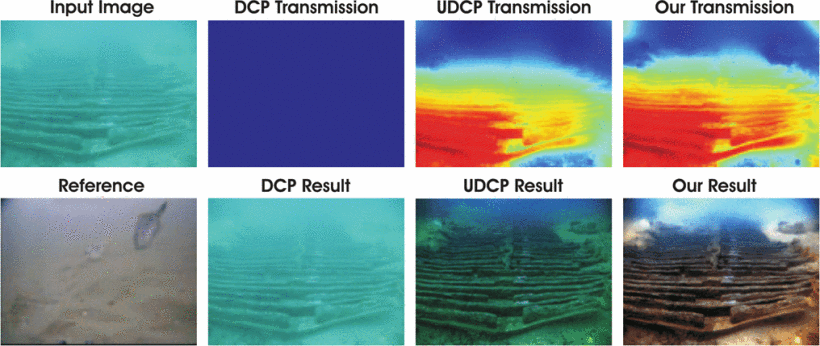 Input Image
DCP Transmission
UDCP Transmission
Our Transmission
Reference
DCP Result
UDCP Result
Our Result